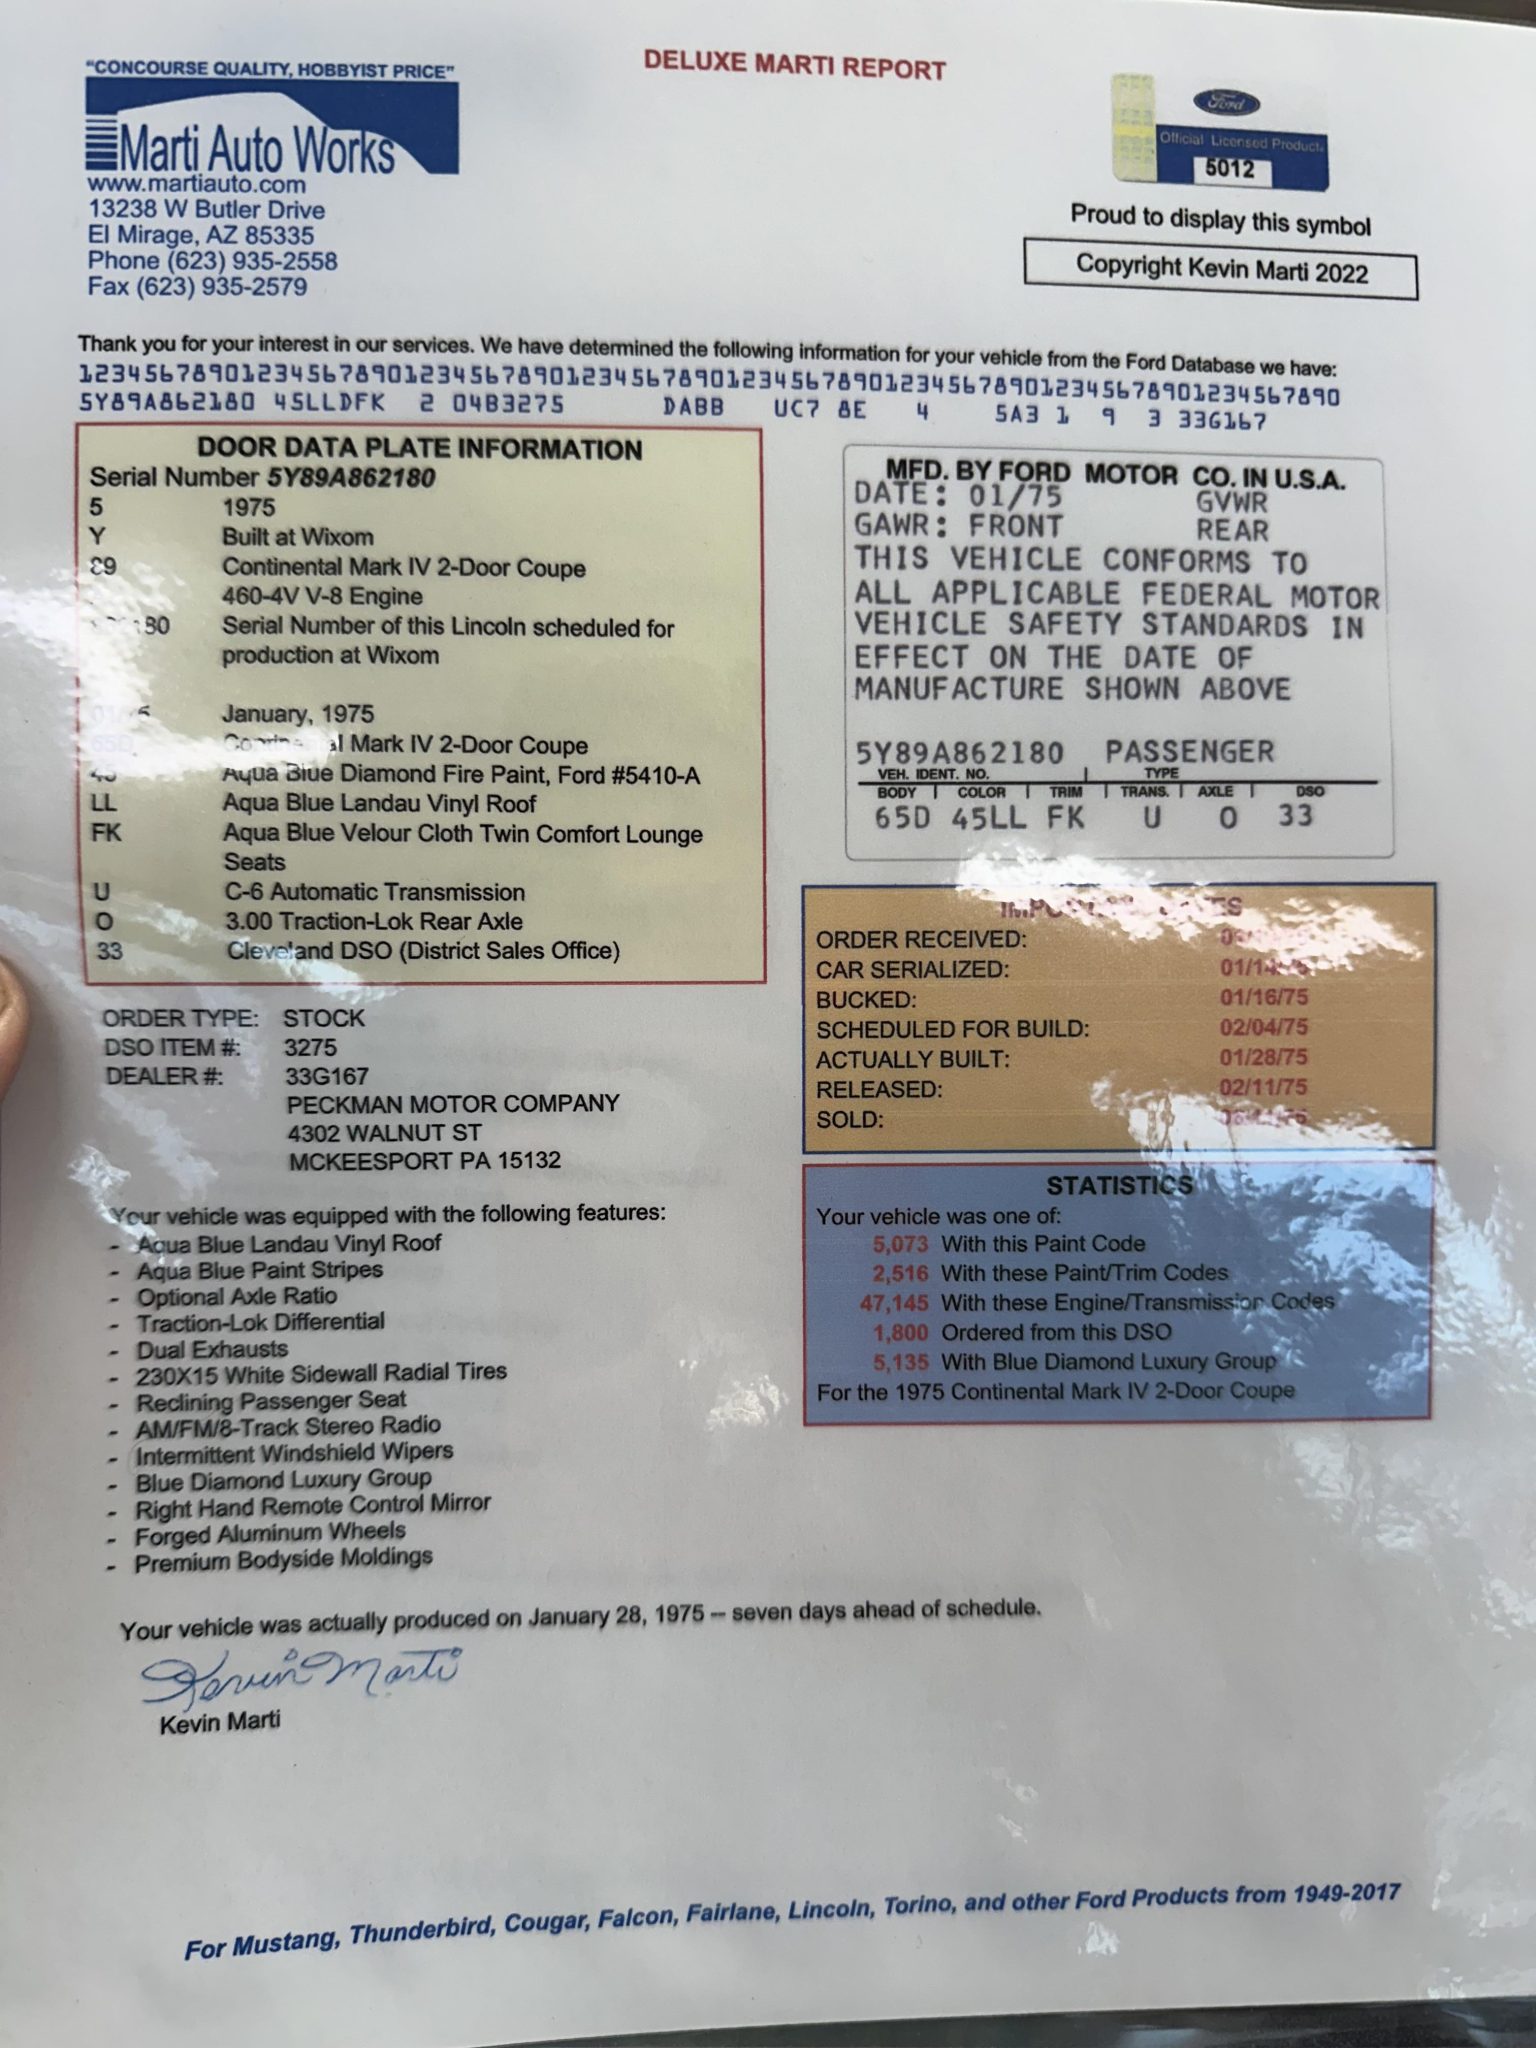 DELUXE MARTI REPORT
"CONCOURSE QUALITY, HOBBYIST PRICE"
Marti Auto Works
www.martiauto.com
13238 W Butler Drive
El Mirage, AZ 85335
Phone (623) 935-2558
Fax (623) 935-2579
Ford
Official Licensed Product
5012
Proud to display this symbol
Copyright Kevin Marti 2022
Thank you for your interest in our services. We have determined the following information for your vehicle from the Ford Database we have:
12345678901234567890123456789012345678901234567890123456789012345678901234567890
5Y89A862180 45LLDFK 2 04B3275 DABB UC7 8E 4 5A3 1 9 3 33G167
DOOR DATA PLATE INFORMATION
Serial Number 5Y89A862180
5 1975
Y Built at Wixom
89 Continental Mark IV 2-Door Coupe
460-4V V-8 Engine
Serial Number of this Lincoln scheduled for
production at Wixom
January, 1975
65D Continental Mark IV 2-Door Coupe
45 Aqua Blue Diamond Fire Paint, Ford #5410-A
LL Aqua Blue Landau Vinyl Roof
FK Aqua Blue Velour Cloth Twin Comfort Lounge
Seats
U C-6 Automatic Transmission
O 3.00 Traction-Lok Rear Axle
33 Cleveland DSO (District Sales Office)
MFD. BY FORD MOTOR CO. IN U.S.A.
DATE: 01/75 GVWR
GAWR: FRONT REAR
THIS VEHICLE CONFORMS TO
ALL APPLICABLE FEDERAL MOTOR
VEHICLE SAFETY STANDARDS IN
EFFECT ON THE DATE OF
MANUFACTURE SHOWN ABOVE
5Y89A862180 PASSENGER
VEH. IDENT. NO. TYPE
BODY COLOR TRIM TRANS. AXLE DSO
65D 45LL FK U O 33
ORDER TYPE: STOCK
DSO ITEM #: 3275
DEALER #: 33G167
PECKMAN MOTOR COMPANY
4302 WALNUT ST
MCKEESPORT PA 15132
IMPORTANT DATES
ORDER RECEIVED:
CAR SERIALIZED: 01/14/75
BUCKED: 01/16/75
SCHEDULED FOR BUILD: 02/04/75
ACTUALLY BUILT: 01/28/75
RELEASED: 02/11/75
SOLD:
STATISTICS
Your vehicle was one of:
5,073 With this Paint Code
2,516 With these Paint/Trim Codes
47,145 With these Engine/Transmission Codes
1,800 Ordered from this DSO
5,135 With Blue Diamond Luxury Group
For the 1975 Continental Mark IV 2-Door Coupe
Your vehicle was equipped with the following features:
- Aqua Blue Landau Vinyl Roof
- Aqua Blue Paint Stripes
- Optional Axle Ratio
- Traction-Lok Differential
- Dual Exhausts
- 230X15 White Sidewall Radial Tires
- Reclining Passenger Seat
- AM/FM/8-Track Stereo Radio
- Intermittent Windshield Wipers
- Blue Diamond Luxury Group
- Right Hand Remote Control Mirror
- Forged Aluminum Wheels
- Premium Bodyside Moldings
Your vehicle was actually produced on January 28, 1975 – seven days ahead of schedule.
Kevin Marti
Kevin Marti
For Mustang, Thunderbird, Cougar, Falcon, Fairlane, Lincoln, Torino, and other Ford Products from 1949-2017